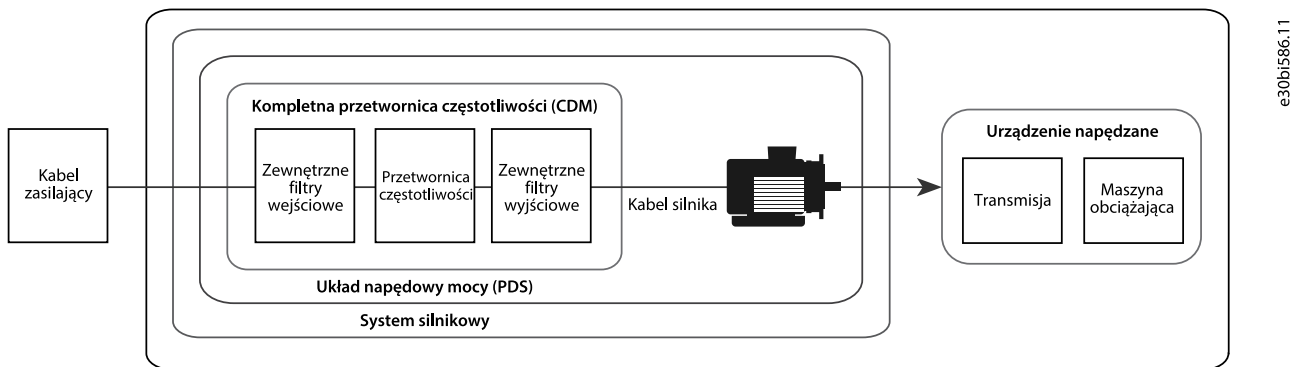 e30bi586.11
Kompletna przetwornica częstotliwości (CDM)
Urządzenie napędzane
Kabel
zasilający
Zewnętrzne
filtry
wejściowe
Przetwornica
częstotliwości
Zewnętrzne
filtry
wyjściowe
Kabel silnika
Transmisja
Maszyna
obciążająca
Układ napędowy mocy (PDS)
System silnikowy